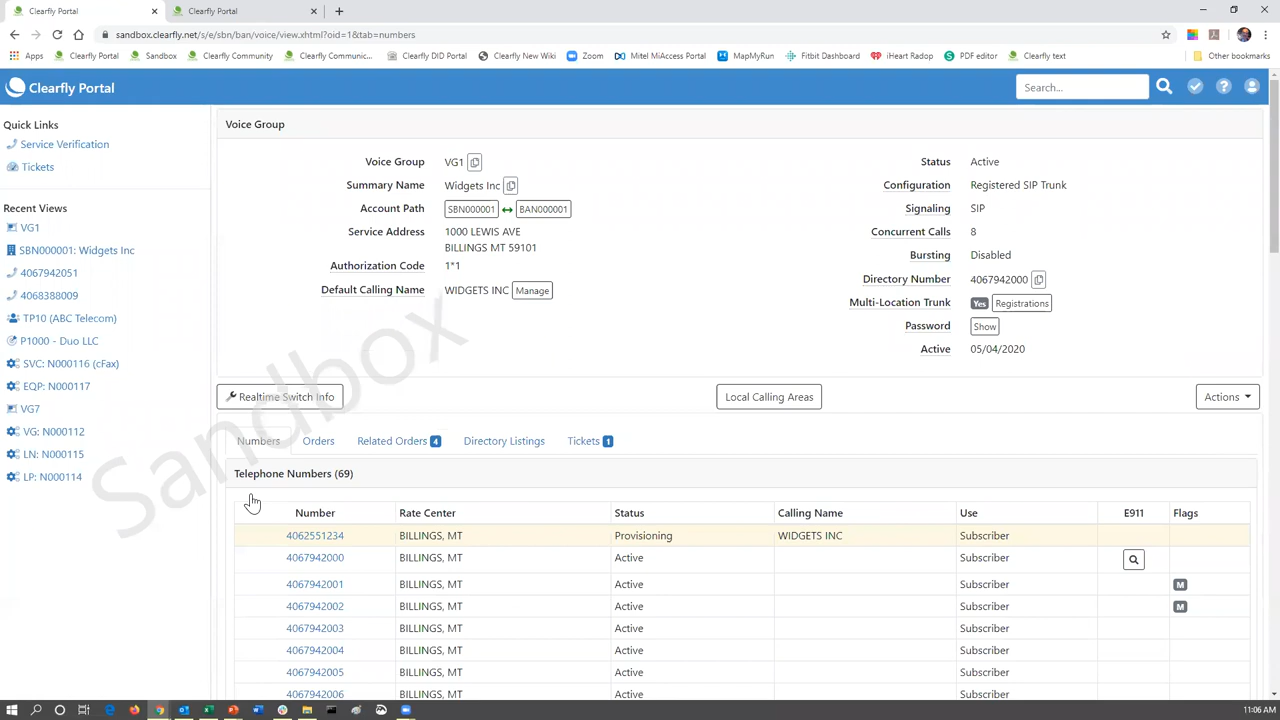 Clearfly Portal
Clearfly Portal
sandbox.clearfly.net/s/e/sbn/ban/voice/view.xhtml?oid=1&tab=numbers
Apps Clearfly Portal Sandbox Clearfly Community Clearfly Communic... Clearfly DID Portal Clearfly New Wiki Zoom Mitel MiAccess Portal MapMyRun Fitbit Dashboard iHeart Radop PDF editor Clearfly text Other bookmarks
Clearfly Portal
Search...
Quick Links
Service Verification
Tickets
Recent Views
VG1
SBN000001: Widgets Inc
4067942051
4068388009
TP10 (ABC Telecom)
P1000 - Duo LLC
SVC: N000116 (cFax)
EQP: N000117
VG7
VG: N000112
LN: N000115
LP: N000114
Voice Group
Voice Group VG1
Summary Name Widgets Inc
Account Path SBN000001 BAN000001
Service Address 1000 LEWIS AVE
BILLINGS MT 59101
Authorization Code 1*1
Default Calling Name WIDGETS INC Manage
Status Active
Configuration Registered SIP Trunk
Signaling SIP
Concurrent Calls 8
Bursting Disabled
Directory Number 4067942000
Multi-Location Trunk Yes Registrations
Password Show
Active 05/04/2020
Sandbox
Realtime Switch Info Local Calling Areas Actions
Numbers Orders Related Orders 4 Directory Listings Tickets 1
Telephone Numbers (69)
Number Rate Center Status Calling Name Use E911 Flags
4062551234 BILLINGS, MT Provisioning WIDGETS INC Subscriber
4067942000 BILLINGS, MT Active Subscriber
4067942001 BILLINGS, MT Active Subscriber M
4067942002 BILLINGS, MT Active Subscriber M
4067942003 BILLINGS, MT Active Subscriber
4067942004 BILLINGS, MT Active Subscriber
4067942005 BILLINGS, MT Active Subscriber
4067942006 BILLINGS, MT Active Subscriber
11:06 AM